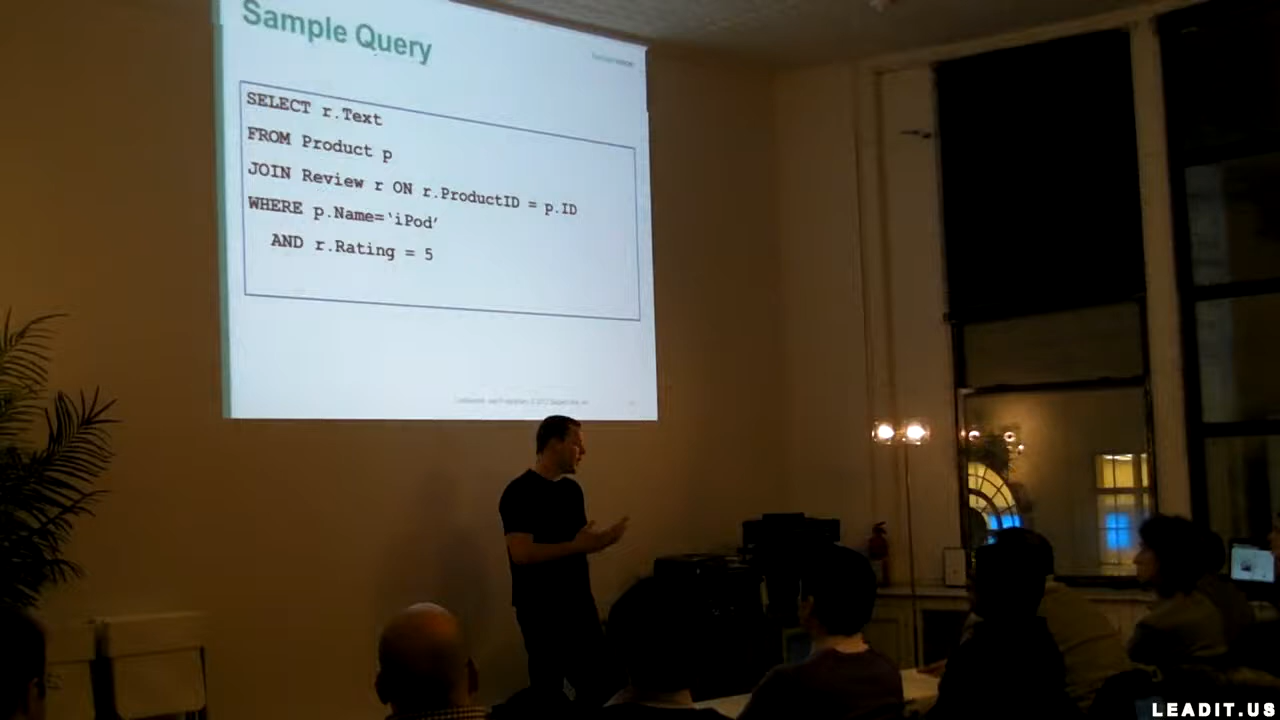 Sample Query
SELECT r.Text
FROM Product p
JOIN Review r ON r.ProductID = p.ID
WHERE p.Name=‘iPod’
AND r.Rating = 5
LEADIT.US